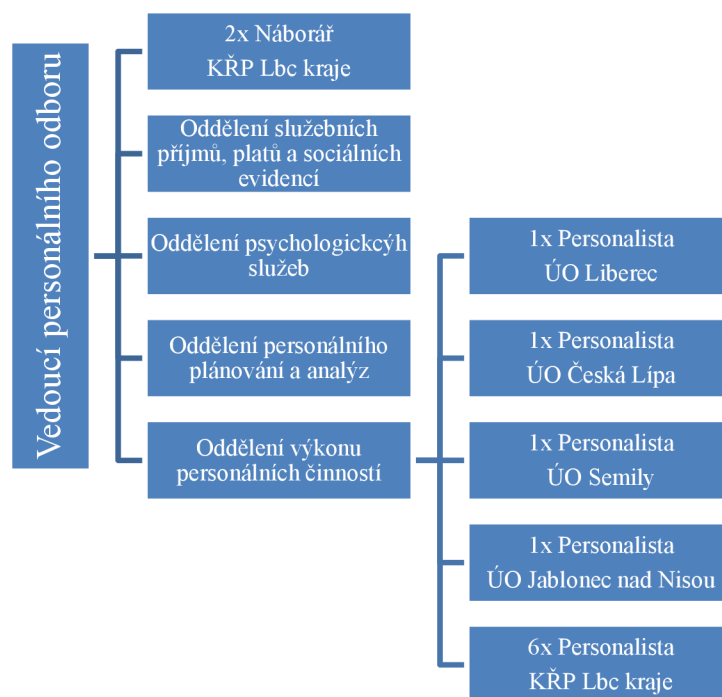 Vedoucí personálního odboru
2x Náborář
KŘP Lbc kraje
Oddělení služebních
příjmů, platů a sociálních
evidencí
Oddělení psychologickcýh
služeb
Oddělení personálního
plánování a analýz
Oddělení výkonu
personálních činností
1x Personalista
ÚO Liberec
1x Personalista
ÚO Česká Lípa
1x Personalista
ÚO Semily
1x Personalista
ÚO Jablonec nad Nisou
6x Personalista
KŘP Lbc kraje